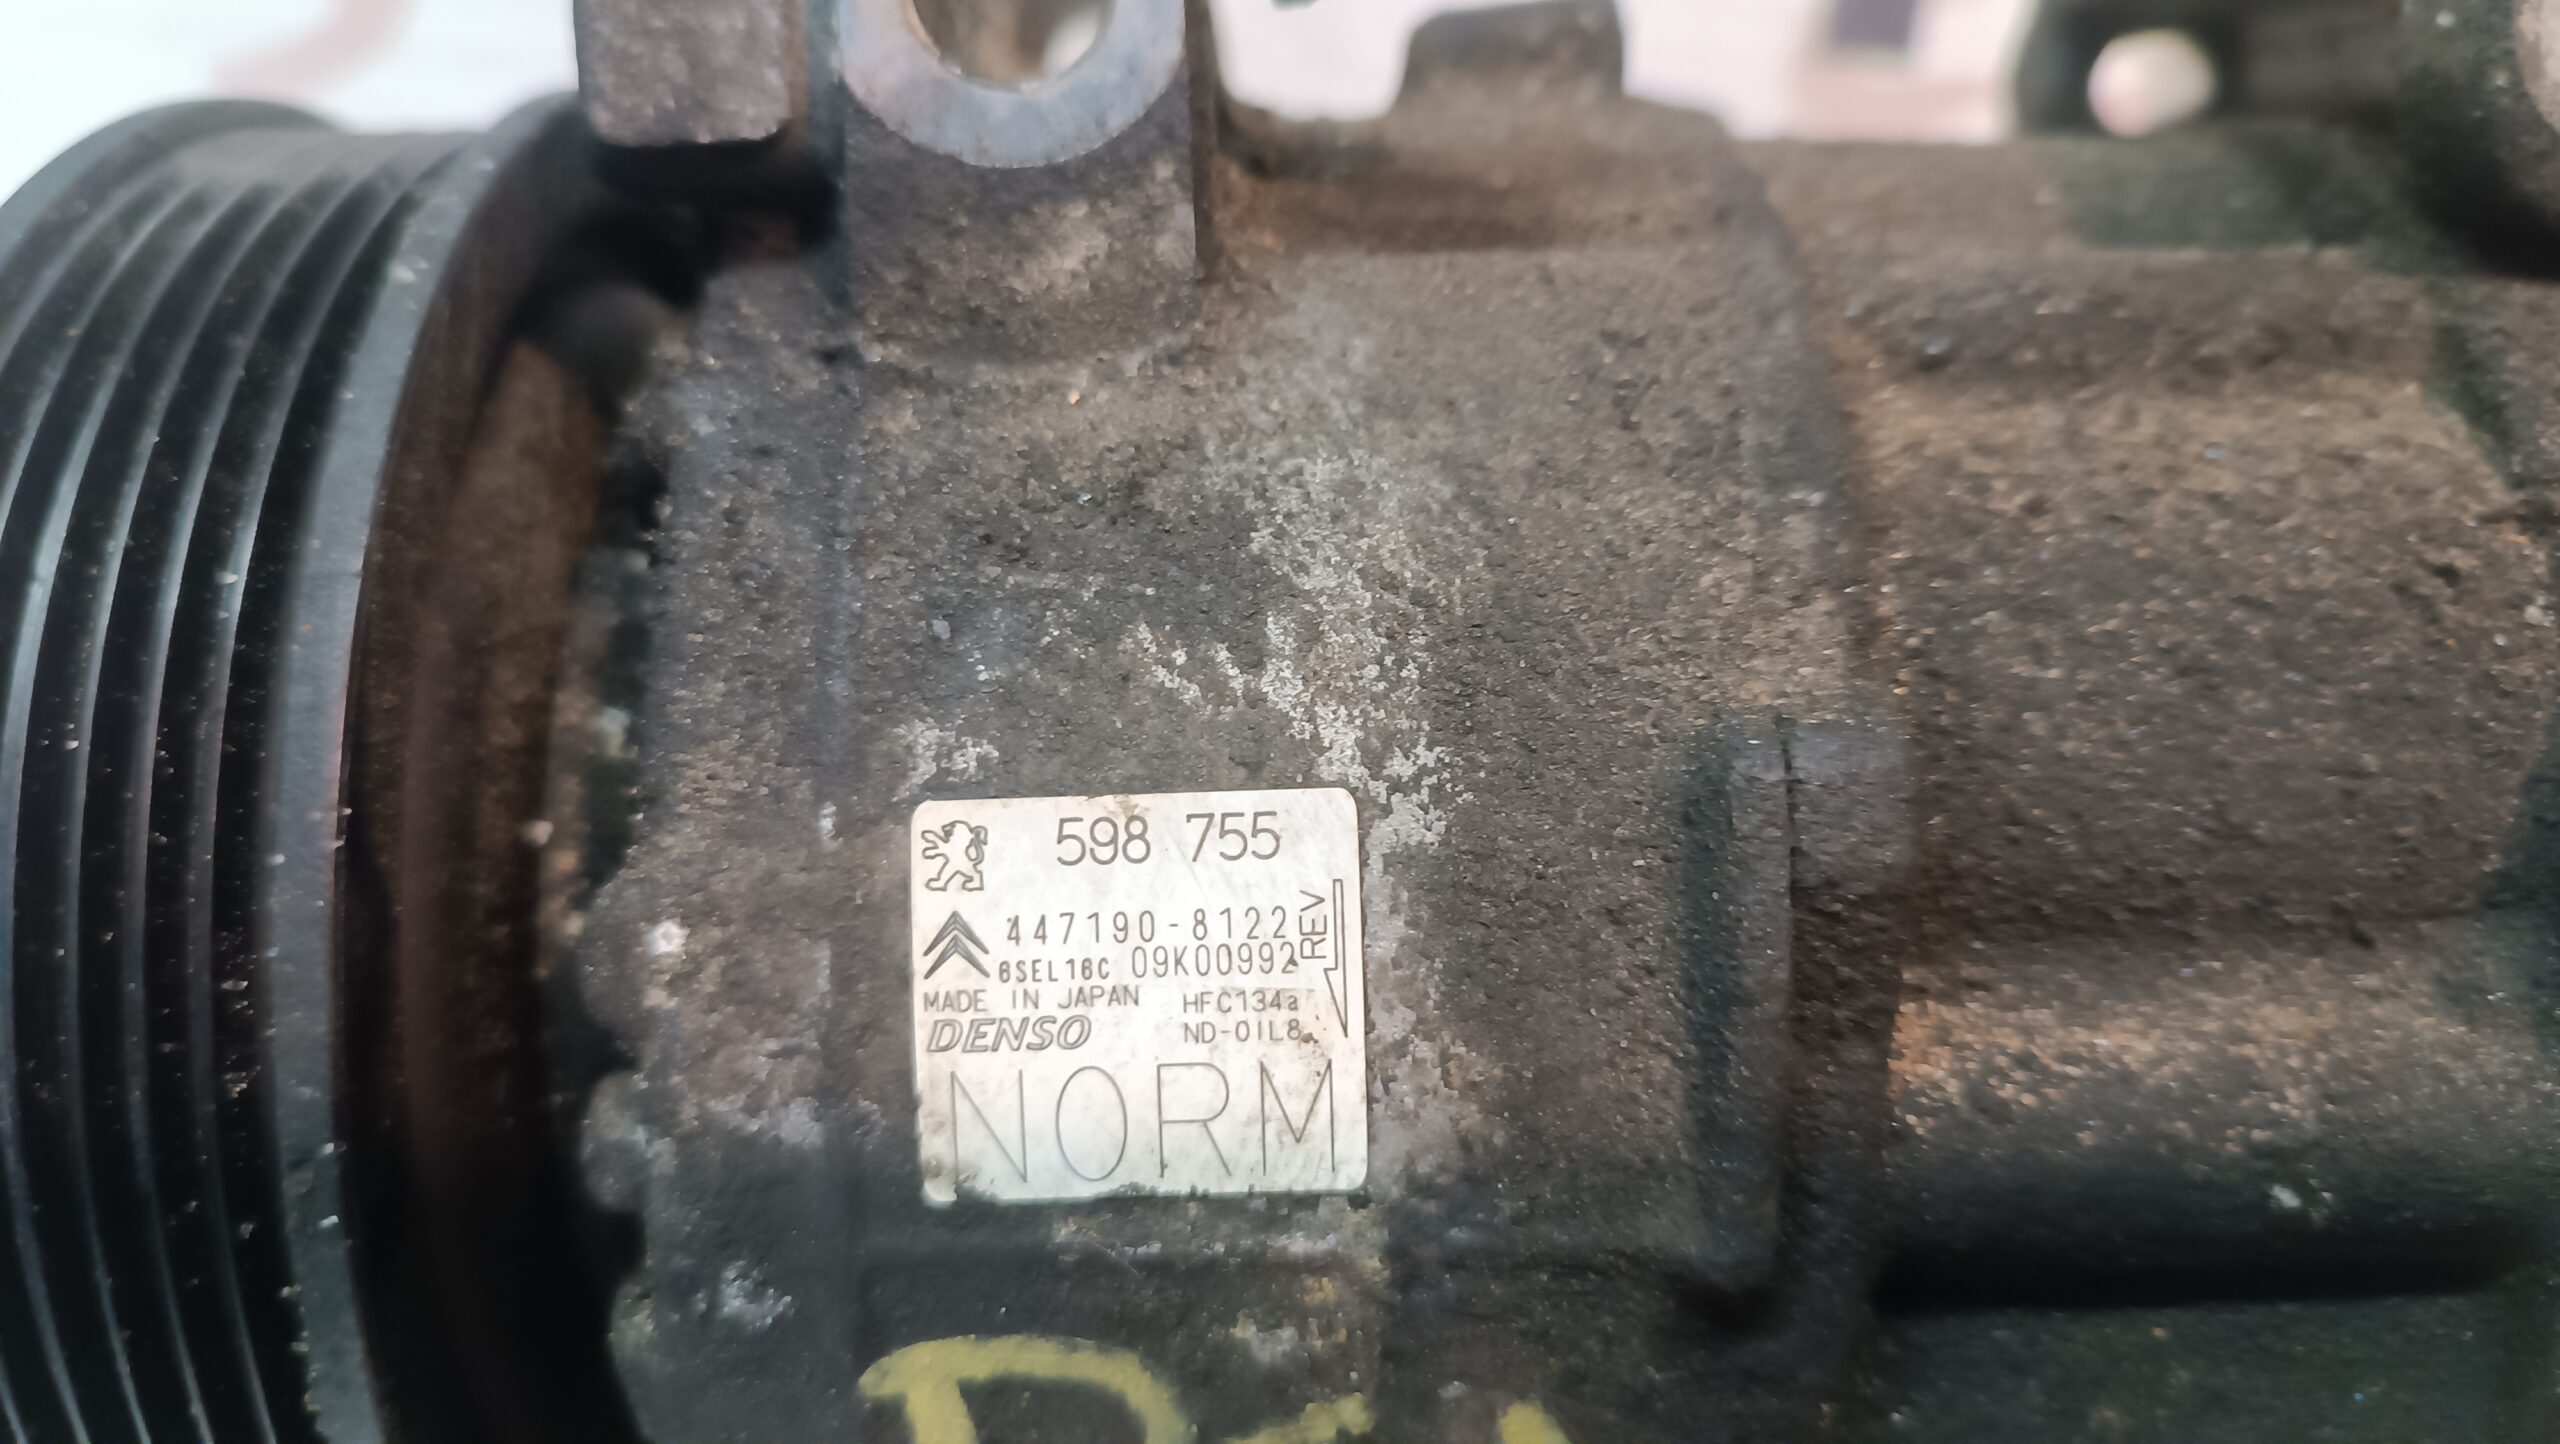 598 755
447190-8122
6SEL16C 09K00992
REV
MADE IN JAPAN HFC134a
DENSO ND-OIL8
NORM